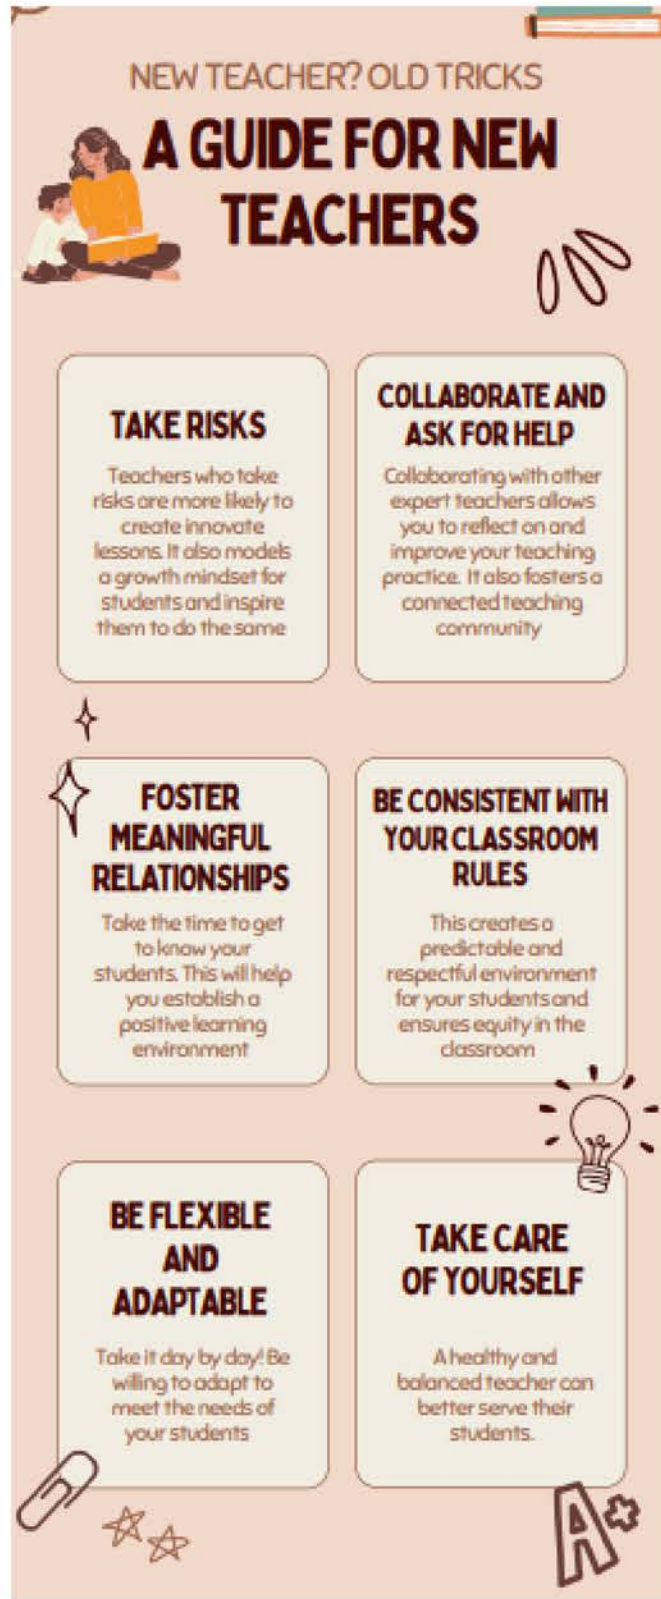 NEW TEACHER? OLD TRICKS
A GUIDE FOR NEW
TEACHERS
TAKE RISKS
Teachers who take
risks are more likely to
create innovate
lessons. It also models
a growth mindset for
students and inspire
them to do the same
COLLABORATE AND
ASK FOR HELP
Collaborating with other
expert teachers allows
you to reflect on and
improve your teaching
practice. It also fosters a
connected teaching
community
FOSTER
MEANINGFUL
RELATIONSHIPS
Take the time to get
to know your
students. This will help
you establish a
positive learning
environment
BE CONSISTENT WITH
YOUR CLASSROOM
RULES
This creates a
predictable and
respectful environment
for your students and
ensures equity in the
classroom
BE FLEXIBLE
AND
ADAPTABLE
Take it day by day! Be
willing to adapt to
meet the needs of
your students
TAKE CARE
OF YOURSELF
A healthy and
balanced teacher can
better serve their
students.
A+